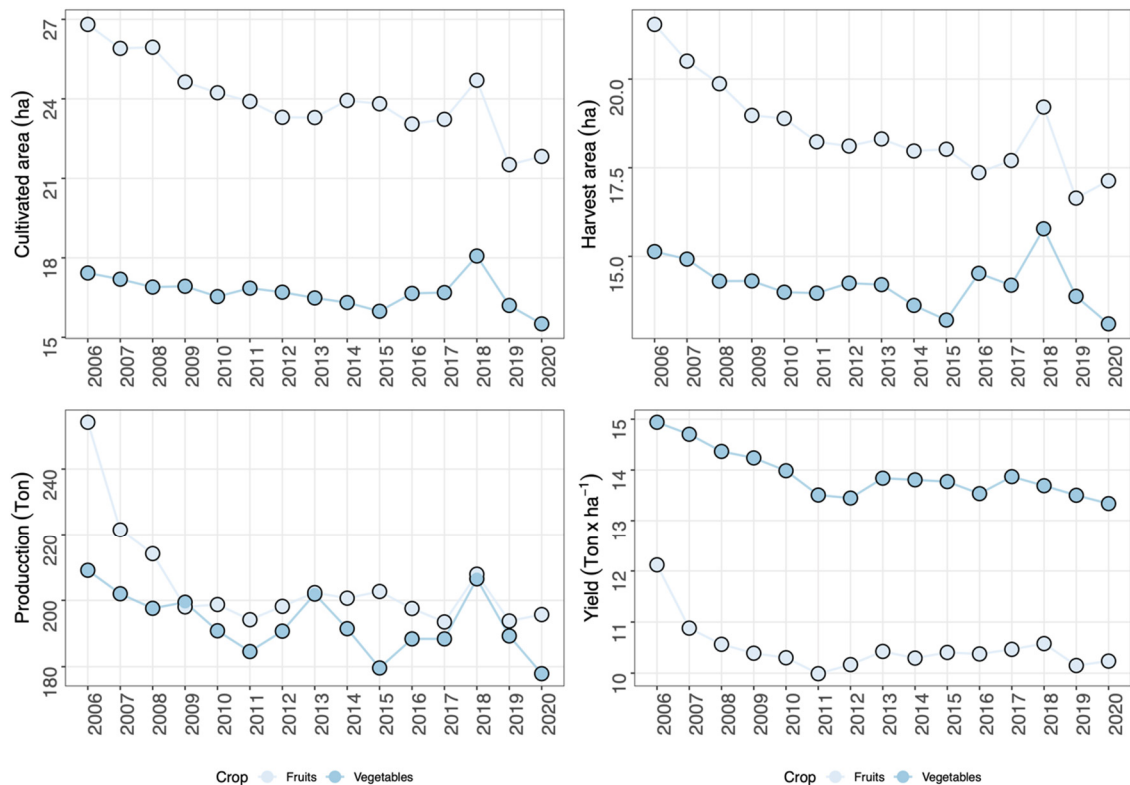 Cultivated area (ha)
27
24
21
18
15
2006 2007 2008 2009 2010 2011 2012 2013 2014 2015 2016 2017 2018 2019 2020
Harvest area (ha)
20.0
17.5
15.0
2006 2007 2008 2009 2010 2011 2012 2013 2014 2015 2016 2017 2018 2019 2020
Producction (Ton)
240
220
200
180
2006 2007 2008 2009 2010 2011 2012 2013 2014 2015 2016 2017 2018 2019 2020
Crop Fruits Vegetables
Yield (Ton x ha⁻¹)
15
14
13
12
11
10
2006 2007 2008 2009 2010 2011 2012 2013 2014 2015 2016 2017 2018 2019 2020
Crop Fruits Vegetables